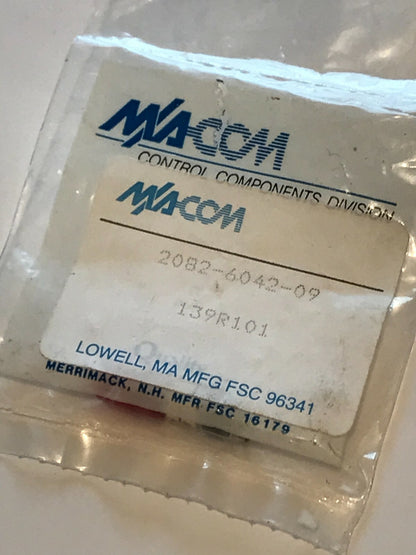 M/A-COM
CONTROL COMPONENTS DIVISION
M/A-COM
2082-6042-09
139R101
LOWELL, MA MFG FSC 96341
MERRIMACK, N.H. MFR FSC 16179